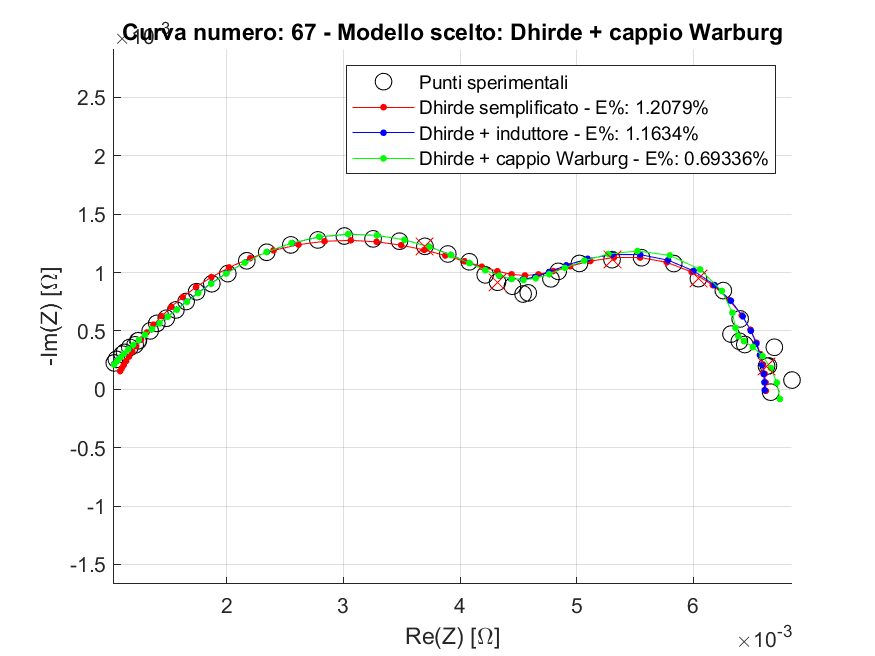 Curva numero: 67 - Modello scelto: Dhirde + cappio Warburg
×10-3
Punti sperimentali
Dhirde semplificato - E%: 1.2079%
Dhirde + induttore - E%: 1.1634%
Dhirde + cappio Warburg - E%: 0.69336%
2.5
2
1.5
1
0.5
0
-0.5
-1
-1.5
-Im(Z) [Ω]
2 3 4 5 6
Re(Z) [Ω]
×10-3